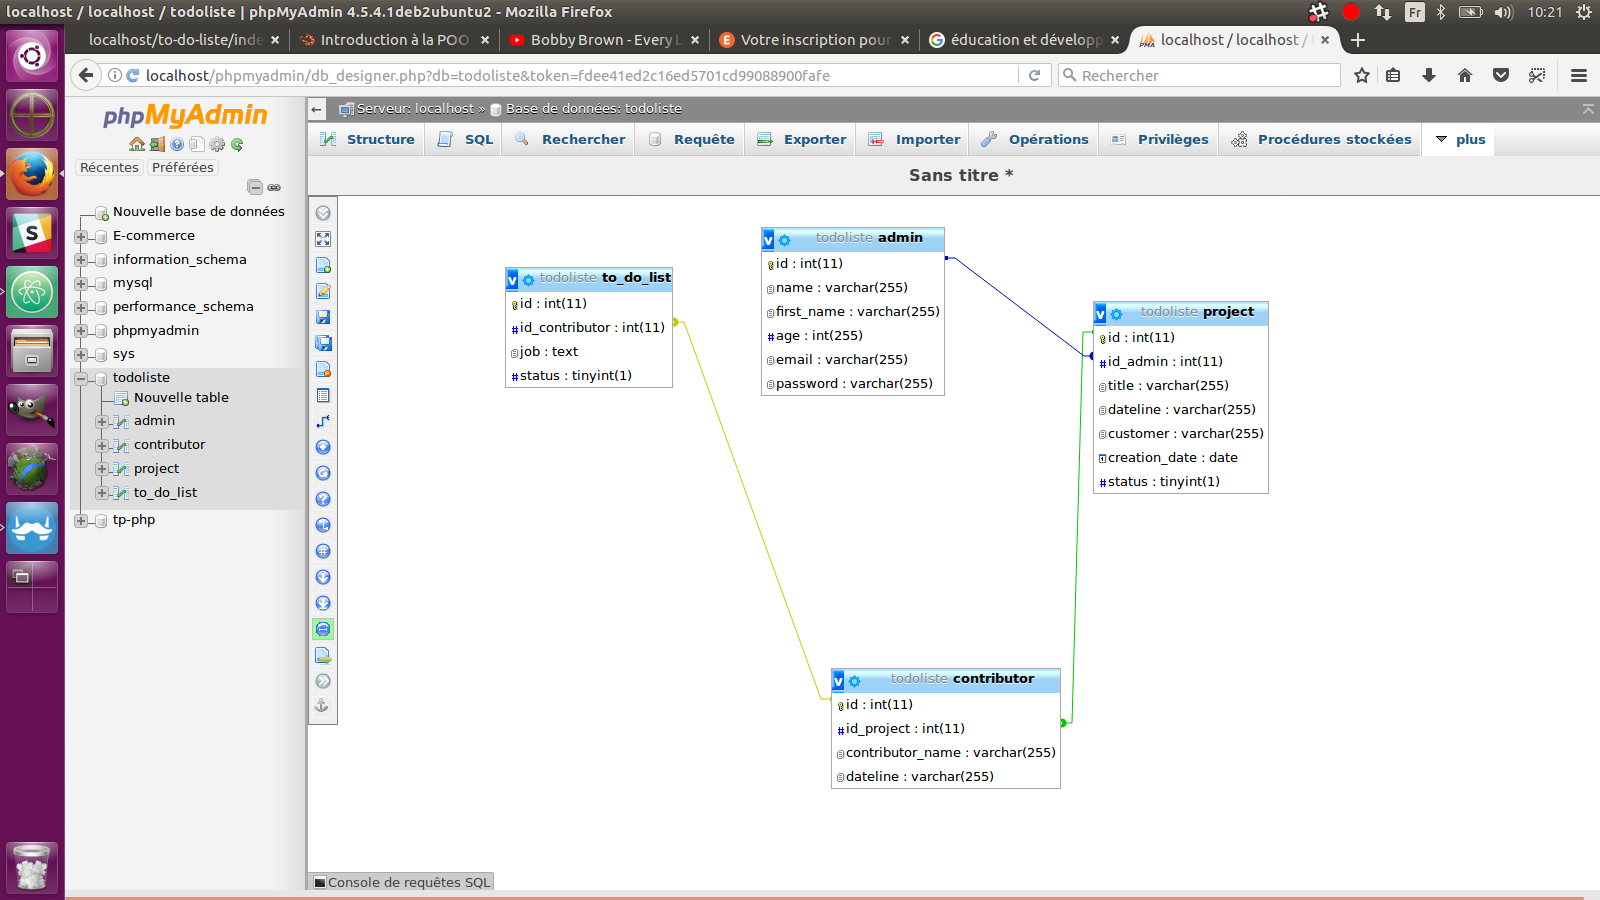 localhost / localhost / todoliste | phpMyAdmin 4.5.4.1deb2ubuntu2 - Mozilla Firefox
Fr
10:21
localhost/to-do-liste/inde
Introduction à la POO
Bobby Brown - Every L
Votre inscription pour
éducation et développ
localhost / localhost /
localhost/phpmyadmin/db_designer.php?db=todoliste&token=fdee41ed2c16ed5701cd99088900fafe
Rechercher
phpMyAdmin
Récentes
Préférées
Nouvelle base de données
E-commerce
information_schema
mysql
performance_schema
phpmyadmin
sys
todoliste
Nouvelle table
admin
contributor
project
to_do_list
tp-php
Serveur: localhost » Base de données: todoliste
Structure
SQL
Rechercher
Requête
Exporter
Importer
Opérations
Privilèges
Procédures stockées
plus
Sans titre *
todoliste to_do_list
id : int(11)
id_contributor : int(11)
job : text
status : tinyint(1)
todoliste admin
id : int(11)
name : varchar(255)
first_name : varchar(255)
age : int(255)
email : varchar(255)
password : varchar(255)
todoliste project
id : int(11)
id_admin : int(11)
title : varchar(255)
dateline : varchar(255)
customer : varchar(255)
creation_date : date
status : tinyint(1)
todoliste contributor
id : int(11)
id_project : int(11)
contributor_name : varchar(255)
dateline : varchar(255)
Console de requêtes SQL